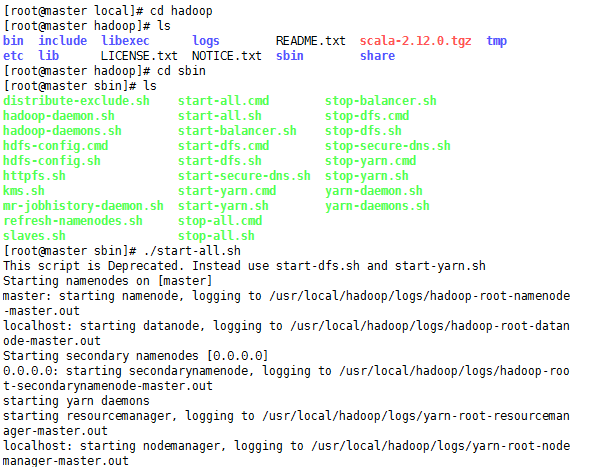 [root@master local]# cd hadoop
[root@master hadoop]# ls
bin  include  libexec      logs        README.txt  scala-2.12.0.tgz  tmp
etc  lib      LICENSE.txt  NOTICE.txt  sbin        share
[root@master hadoop]# cd sbin
[root@master sbin]# ls
distribute-exclude.sh    start-all.cmd        stop-balancer.sh
hadoop-daemon.sh         start-all.sh         stop-dfs.cmd
hadoop-daemons.sh        start-balancer.sh    stop-dfs.sh
hdfs-config.cmd          start-dfs.cmd        stop-secure-dns.sh
hdfs-config.sh           start-dfs.sh         stop-yarn.cmd
httpfs.sh                start-secure-dns.sh  stop-yarn.sh
kms.sh                   start-yarn.cmd       yarn-daemon.sh
mr-jobhistory-daemon.sh  start-yarn.sh        yarn-daemons.sh
refresh-namenodes.sh     stop-all.cmd
slaves.sh                stop-all.sh
[root@master sbin]# ./start-all.sh
This script is Deprecated. Instead use start-dfs.sh and start-yarn.sh
Starting namenodes on [master]
master: starting namenode, logging to /usr/local/hadoop/logs/hadoop-root-namenode
-master.out
localhost: starting datanode, logging to /usr/local/hadoop/logs/hadoop-root-datan
ode-master.out
Starting secondary namenodes [0.0.0.0]
0.0.0.0: starting secondarynamenode, logging to /usr/local/hadoop/logs/hadoop-roo
t-secondarynamenode-master.out
starting yarn daemons
starting resourcemanager, logging to /usr/local/hadoop/logs/yarn-root-resourceman
ager-master.out
localhost: starting nodemanager, logging to /usr/local/hadoop/logs/yarn-root-node
manager-master.out